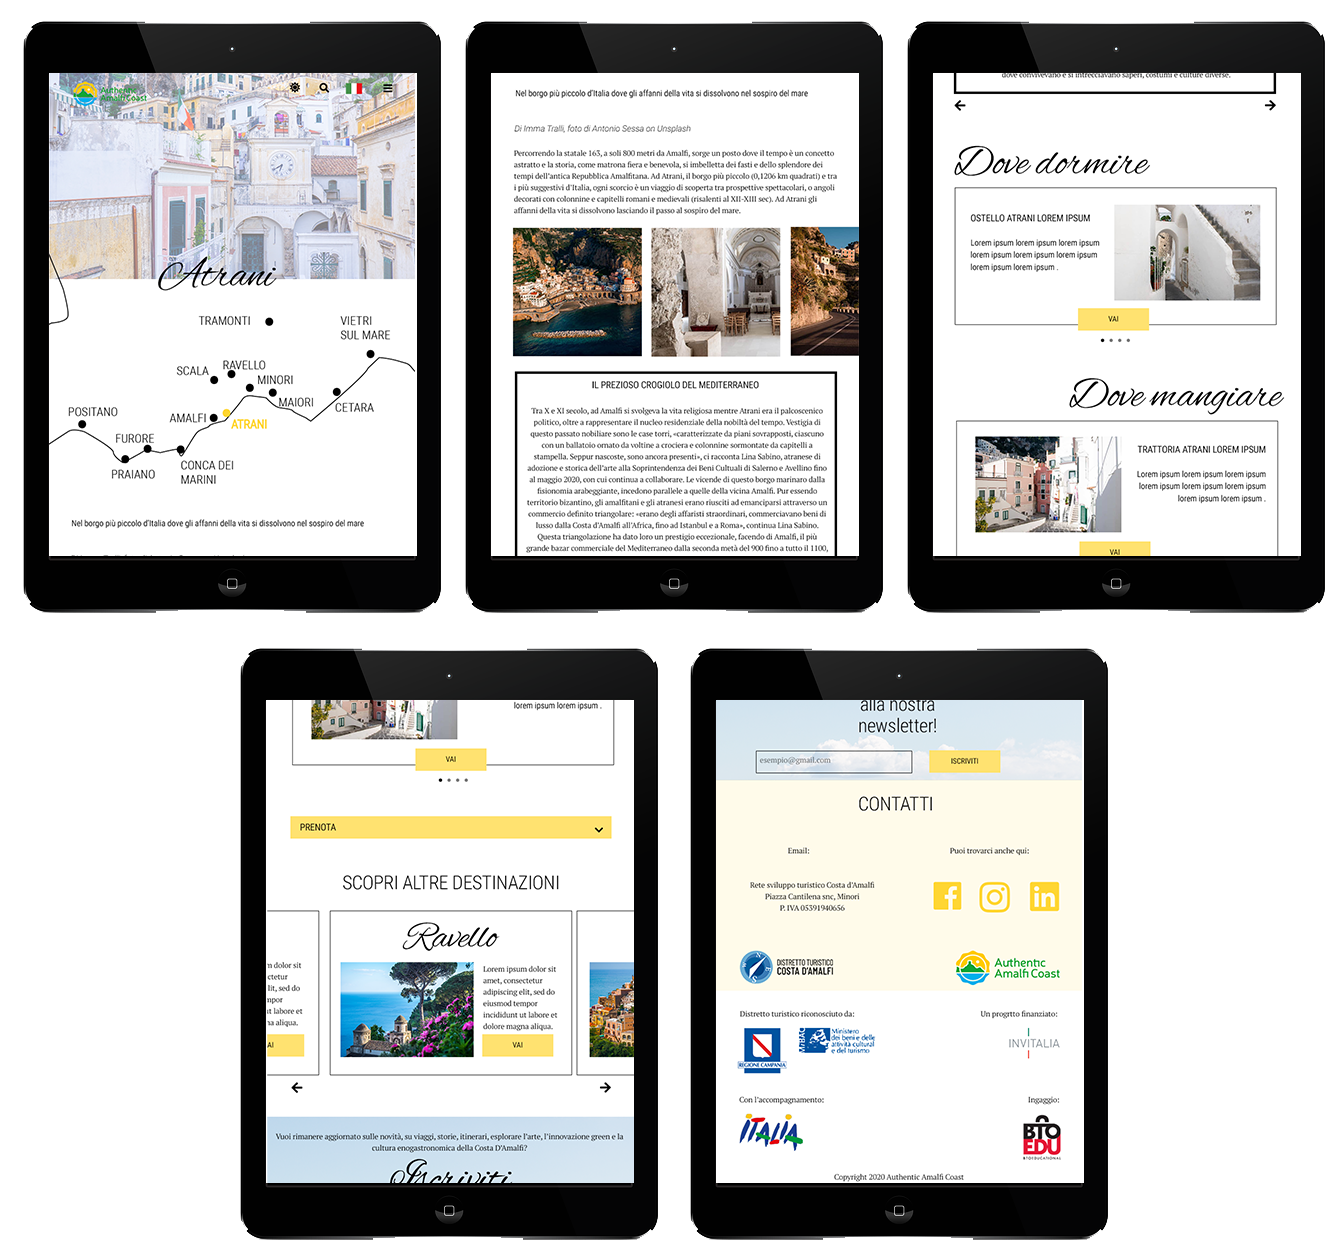 Authentic
Amalfi Coast
Atrani
TRAMONTI
VIETRI
SUL MARE
SCALA
RAVELLO
MINORI
MAIORI
CETARA
POSITANO
AMALFI
ATRANI
FURORE
PRAIANO
CONCA DEI
MARINI
Nel borgo più piccolo d'Italia dove gli affanni della vita si dissolvono nel sospiro del mare
Nel borgo più piccolo d'Italia dove gli affanni della vita si dissolvono nel sospiro del mare
Di Imma Tralli, foto di Antonio Sessa on Unsplash
Percorrendo la statale 163, a soli 800 metri da Amalfi, sorge un posto dove il tempo è un concetto
astratto e la storia, come matrona fiera e benevola, si imbelletta dei fasti e dello splendore dei
tempi dell'antica Repubblica Amalfitana. Ad Atrani, il borgo più piccolo (0,1206 km quadrati) e tra
i più suggestivi d'Italia, ogni scorcio è un viaggio di scoperta tra prospettive spettacolari, o angoli
decorati con colonnine e capitelli romani e medievali (risalenti al XII-XIII sec). Ad Atrani gli
affanni della vita si dissolvono lasciando il passo al sospiro del mare.
IL PREZIOSO CROGIOLO DEL MEDITERRANEO
Tra X e XI secolo, ad Amalfi si svolgeva la vita religiosa mentre Atrani era il palcoscenico
politico, oltre a rappresentare il nucleo residenziale della nobiltà del tempo. Vestigia di
questo passato nobiliare sono le case torri, «caratterizzate da piani sovrapposti, ciascuno
con un ballatoio ornato da voltine a crociera e colonnine sormontate da capitelli a
stampella. Seppur nascoste, sono ancora presenti», ci racconta Lina Sabino, atranese di
adozione e storica dell'arte alla Soprintendenza dei Beni Cultuali di Salerno e Avellino fino
al maggio 2020, con cui continua a collaborare. Le vicende di questo borgo marinaro dalla
fisionomia arabeggiante, incedono parallele a quelle della vicina Amalfi. Pur essendo
territorio bizantino, gli amalfitani e gli atranesi erano riusciti ad emanciparsi attraverso un
commercio definito triangolare: «erano degli affaristi straordinari, commerciavano beni di
lusso dalla Costa d'Amalfi all'Africa, fino ad Istanbul e a Roma», continua Lina Sabino.
Questa triangolazione ha dato loro un prestigio eccezionale, facendo di Amalfi, il più
grande bazar commerciale del Mediterraneo dalla seconda metà del 900 fino a tutto il 1100,
dove convivevano e si intrecciavano saperi, costumi e culture diverse.
Dove dormire
OSTELLO ATRANI LOREM IPSUM
Lorem ipsum lorem ipsum lorem ipsum
lorem ipsum lorem ipsum lorem ipsum
lorem ipsum lorem ipsum .
VAI
Dove mangiare
TRATTORIA ATRANI LOREM IPSUM
Lorem ipsum lorem ipsum lorem ipsum
lorem ipsum lorem ipsum lorem ipsum
lorem ipsum lorem ipsum .
VAI
lorem ipsum lorem ipsum .
VAI
PRENOTA
SCOPRI ALTRE DESTINAZIONI
Ravello
m dolor sit
ctetur
g elit, sed do
mpor
ut labore et
na aliqua.
AI
Lorem ipsum dolor sit
amet, consectetur
adipiscing elit, sed do
eiusmod tempor
incididunt ut labore et
dolore magna aliqua.
VAI
Vuoi rimanere aggiornato sulle novità, su viaggi, storie, itinerari, esplorare l'arte, l'innovazione green e la
cultura enogastronomica della Costa D'Amalfi?
Iscriviti
alla nostra
newsletter!
esempio@gmail.com
ISCRIVITI
CONTATTI
Email:
Puoi trovarci anche qui:
Rete sviluppo turistico Costa d'Amalfi
Piazza Cantilena snc, Minori
P. IVA 05391940656
DISTRETTO TURISTICO
COSTA D'AMALFI
Authentic
Amalfi Coast
Distretto turistico riconosciuto da:
Un progrtto finanziato:
REGIONE CAMPANIA
MiBAC
Ministero
dei beni e delle
attività culturali
e del turismo
INVITALIA
Con l'accompagnamento:
Ingaggio:
ITALIA
BTO
EDU
BTOEDUCATIONAL
Copyright 2020 Authentic Amalfi Coast